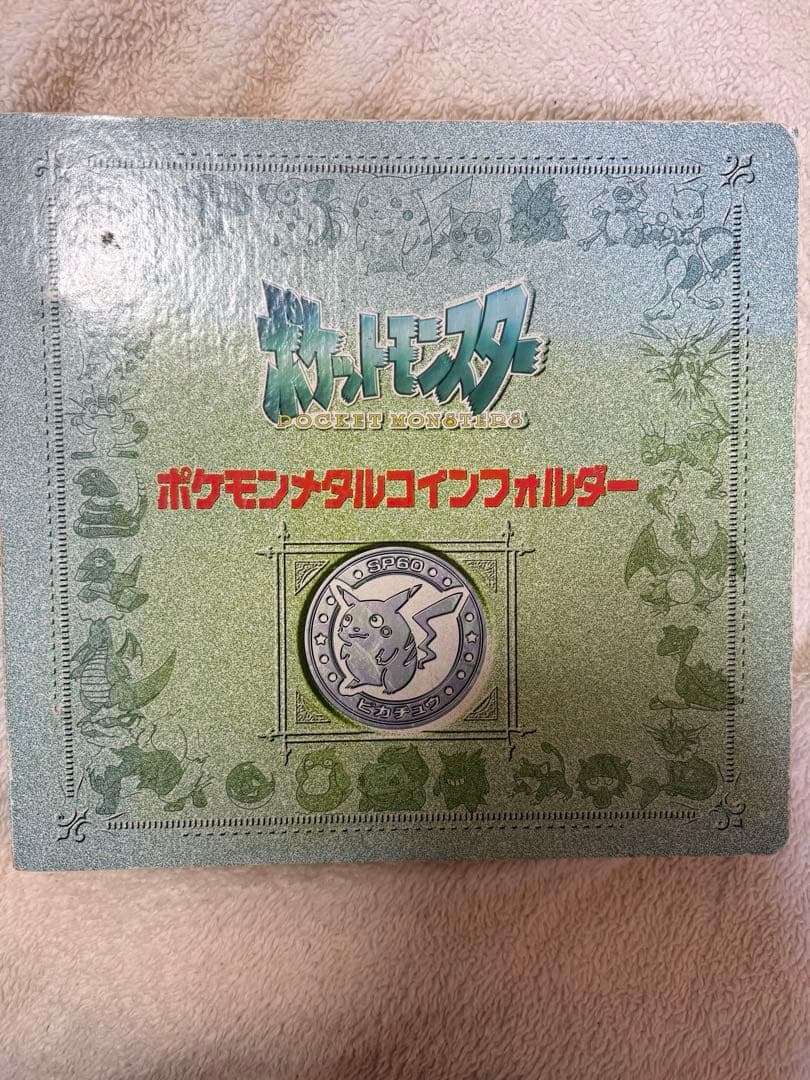 ポケットモンスター
POCKET MONSTERS
ポケモンメタルコインフォルダー
SP60
ピカチュウ